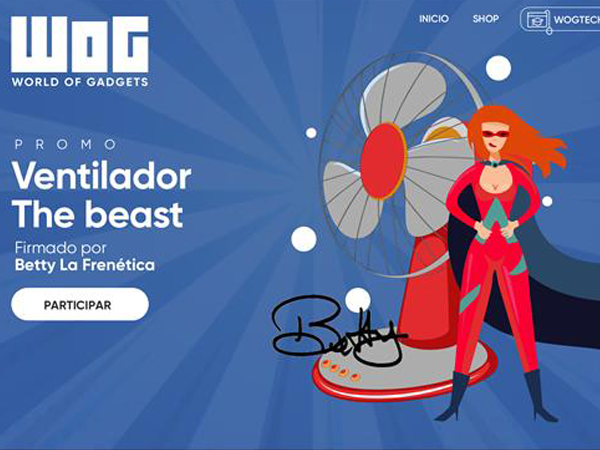 WOG
WORLD OF GADGETS
INICIO
SHOP
WOGTECH
PROMO
Ventilador
The beast
Firmado por
Betty La Frenética
PARTICIPAR
Betty